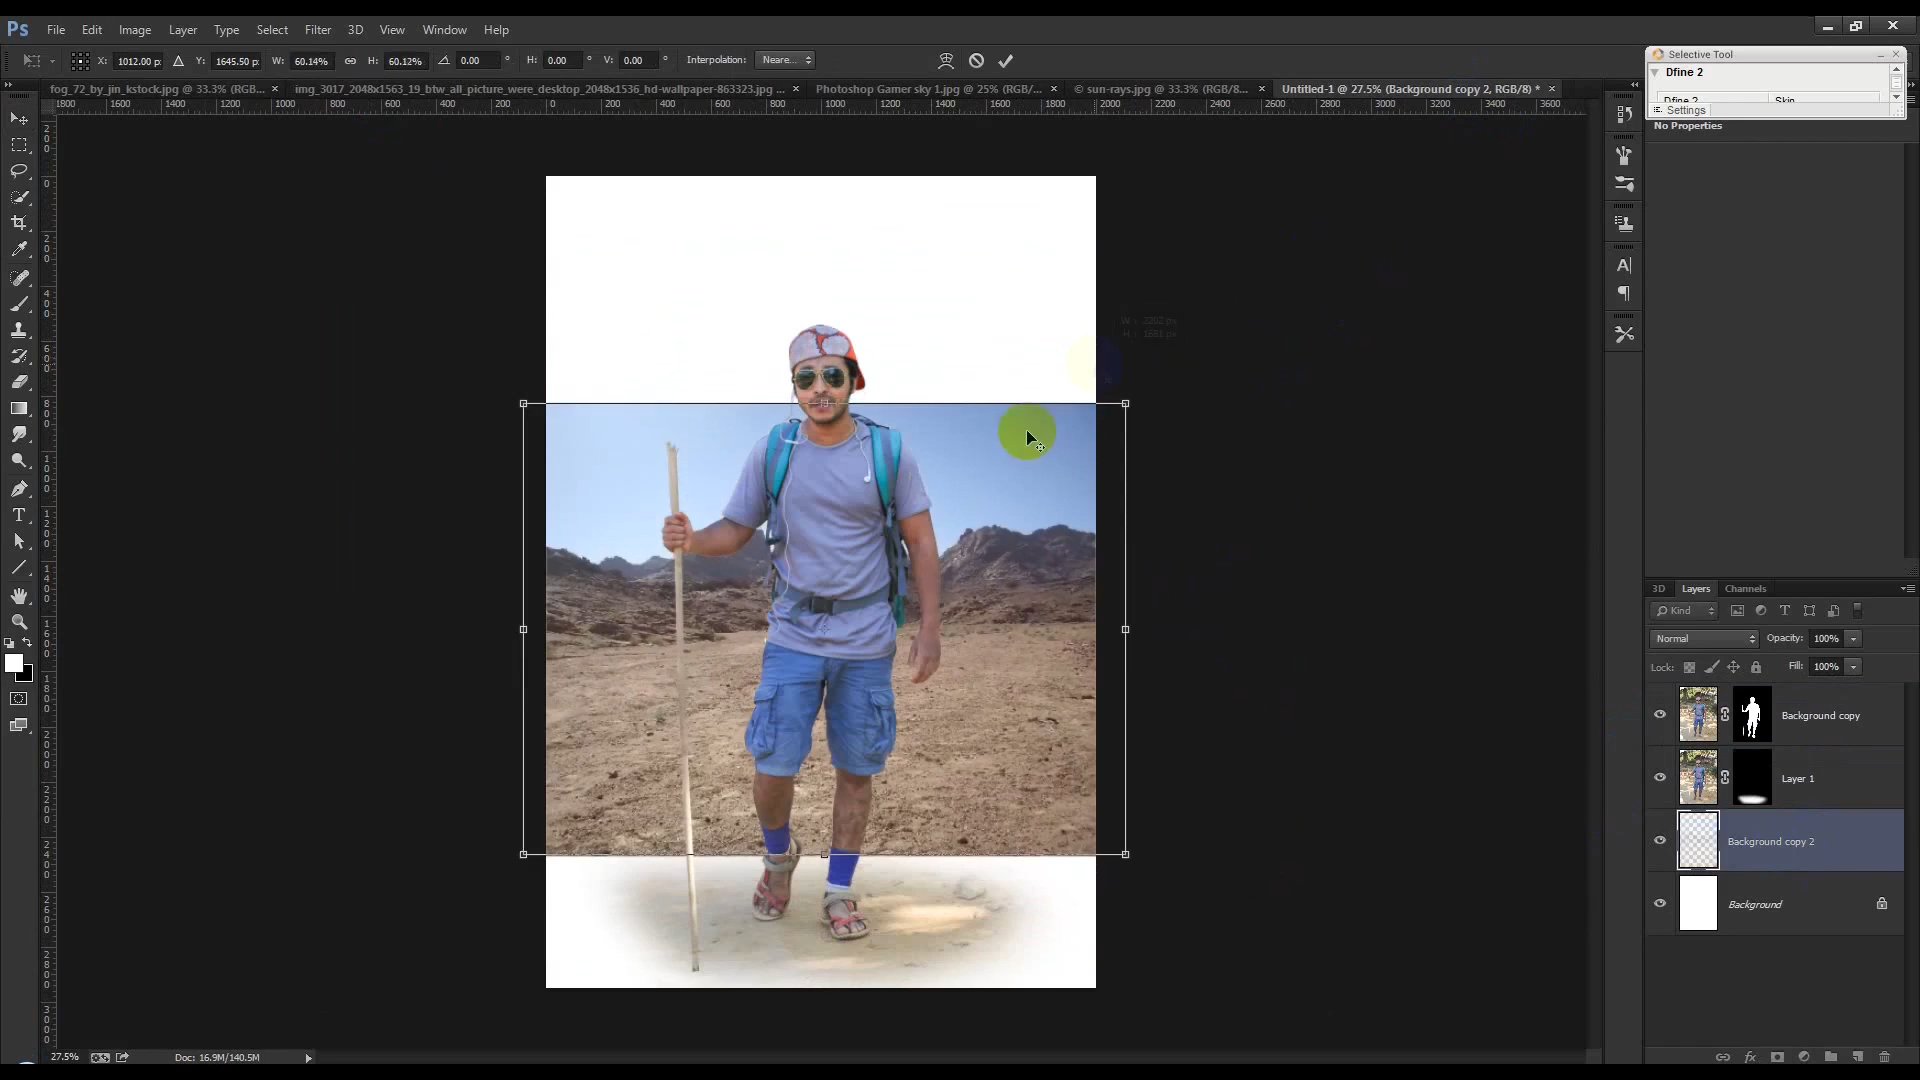 Ps File Edit Image Layer Type Select Filter 3D View Window Help
X: 1012.00 p: Y: 1645.50 p: W: 60.14% H: 60.12% 0.00 ° H: 0.00 ° V: 0.00 ° Interpolation: Neare...
fog_72_by_jin_kstock.jpg @ 33.3% (RGB... × img_3017_2048x1563_19_btw_all_picture_were_desktop_2048x1536_hd-wallpaper-863323.jpg ... × Photoshop Gamer sky 1.jpg @ 25% (RGB/... × © sun-rays.jpg @ 33.3% (RGB/8... × Untitled-1 @ 27.5% (Background copy 2, RGB/8) * ×
1800 1600 1400 1200 1000 800 600 400 200 0 200 400 600 800 1000 1200 1400 1600 1800 2000 2200 2400 2600 2800 3000 3200 3400 3600
Selective Tool
Dfine 2
Dfine 2 Skin
Settings
No Properties
3D Layers Channels
Kind
Normal Opacity: 100%
Lock: Fill: 100%
Background copy
Layer 1
Background copy 2
Background
27.5% Doc: 16.9M/140.5M